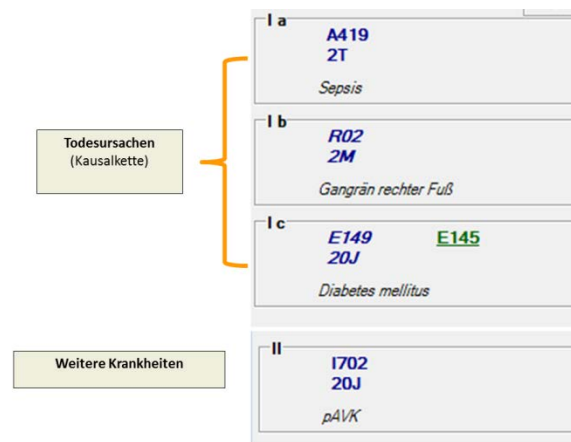 I a
A419
2T
Sepsis
Todesursachen
(Kausalkette)
I b
R02
2M
Gangrän rechter Fuß
I c
E149 E145
20J
Diabetes mellitus
Weitere Krankheiten
II
I702
20J
pAVK